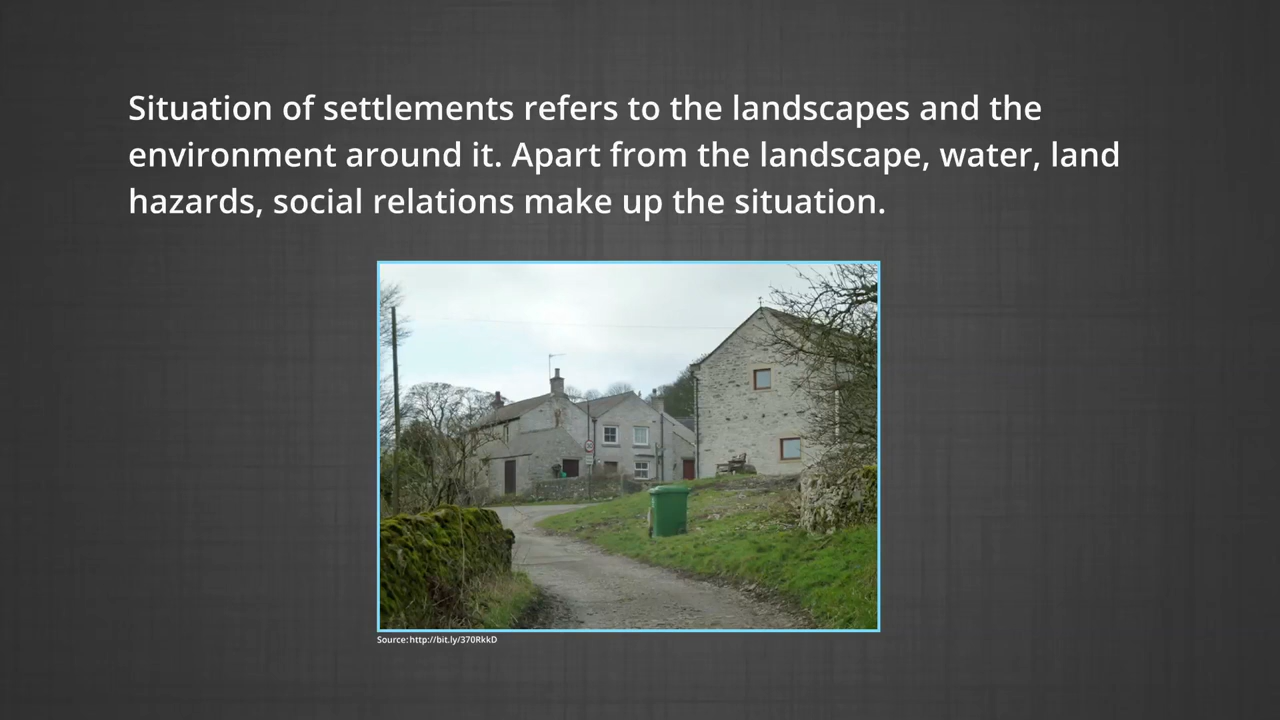 Situation of settlements refers to the landscapes and the
environment around it. Apart from the landscape, water, land
hazards, social relations make up the situation.
Source: http://bit.ly/370RkkD